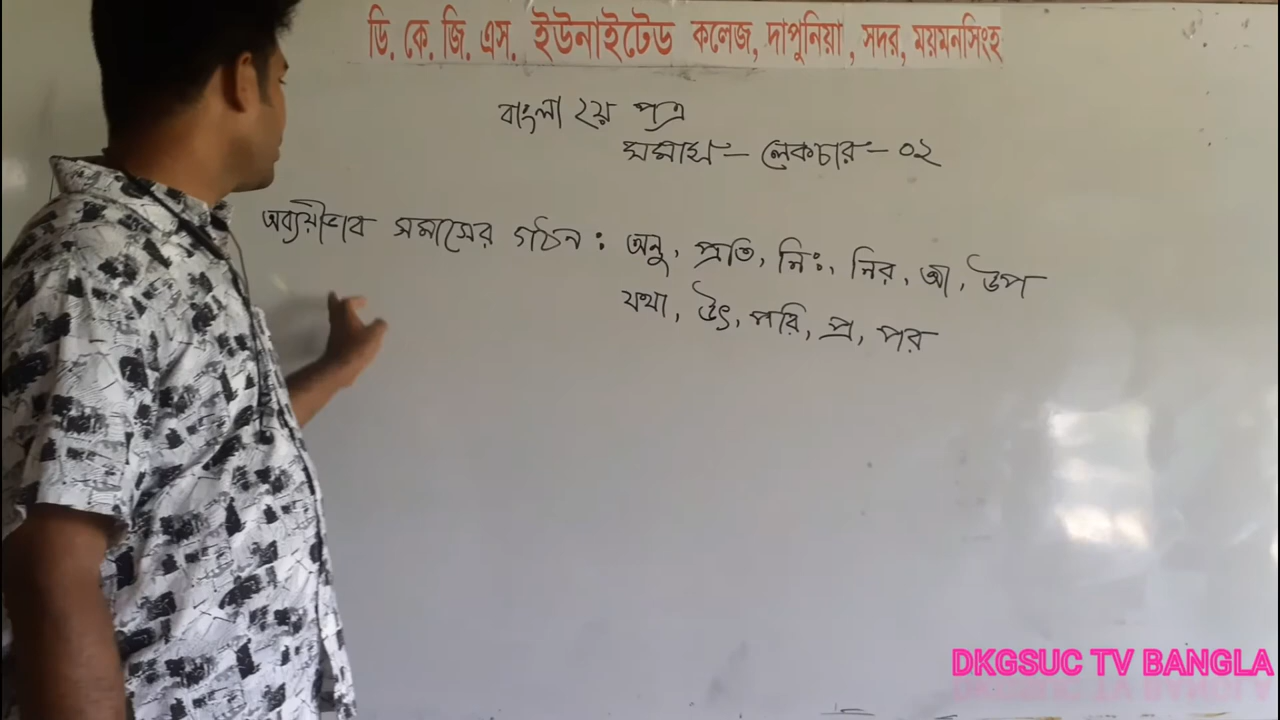 ডি. কে. জি. এস. ইউনাইটেড কলেজ, দাপুনিয়া, সদর, ময়মনসিংহ
বাংলা ২য় পত্র
সমাস – লেকচার – ০২
অব্যয়ীভাব সমাসের গঠন : অনু, প্রতি, নিঃ, নির, আ, উপ
যথা, উৎ, পরি, প্র, পর
DKGSUC TV BANGLA